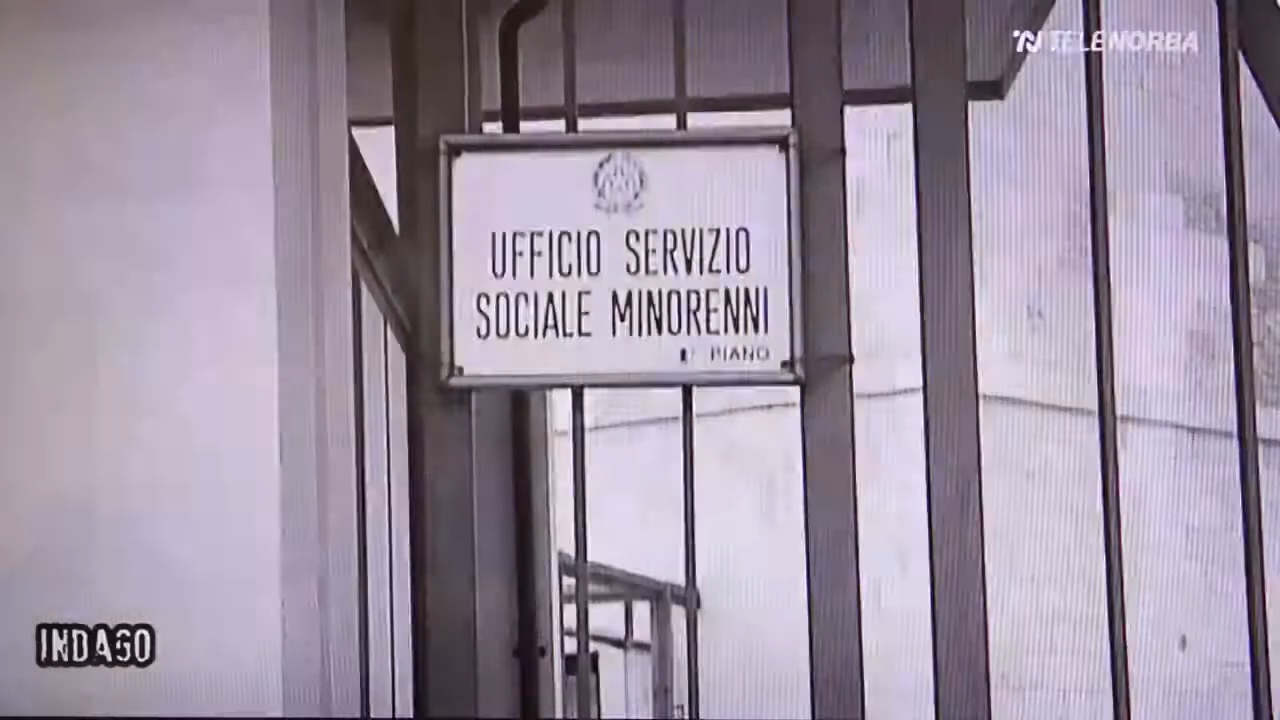 TELENORBA
UFFICIO SERVIZIO
SOCIALE MINORENNI
PIANO
INDAGO